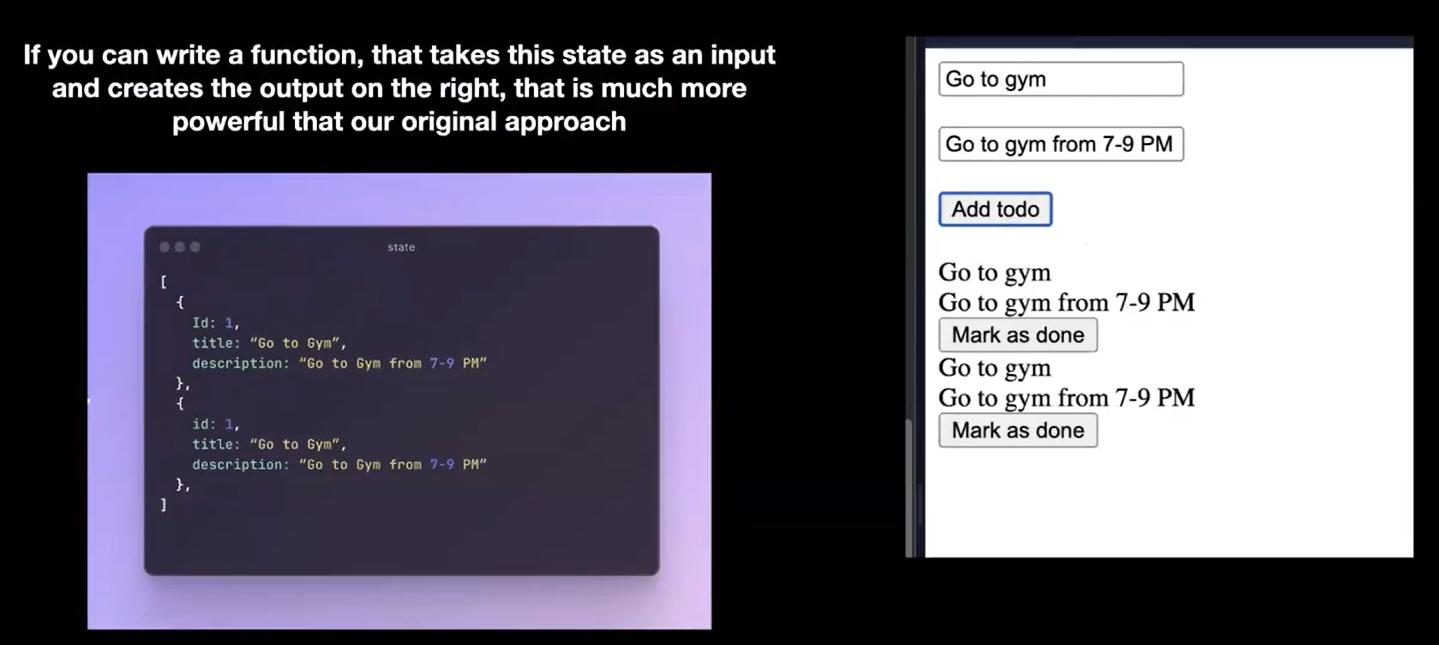 If you can write a function, that takes this state as an input
and creates the output on the right, that is much more
powerful that our original approach
state
[
{
Id: 1,
title: “Go to Gym”,
description: “Go to Gym from 7-9 PM”
},
{
id: 1,
title: “Go to Gym”,
description: “Go to Gym from 7-9 PM”
},
]
Go to gym
Go to gym from 7-9 PM
Add todo
Go to gym
Go to gym from 7-9 PM
Mark as done
Go to gym
Go to gym from 7-9 PM
Mark as done